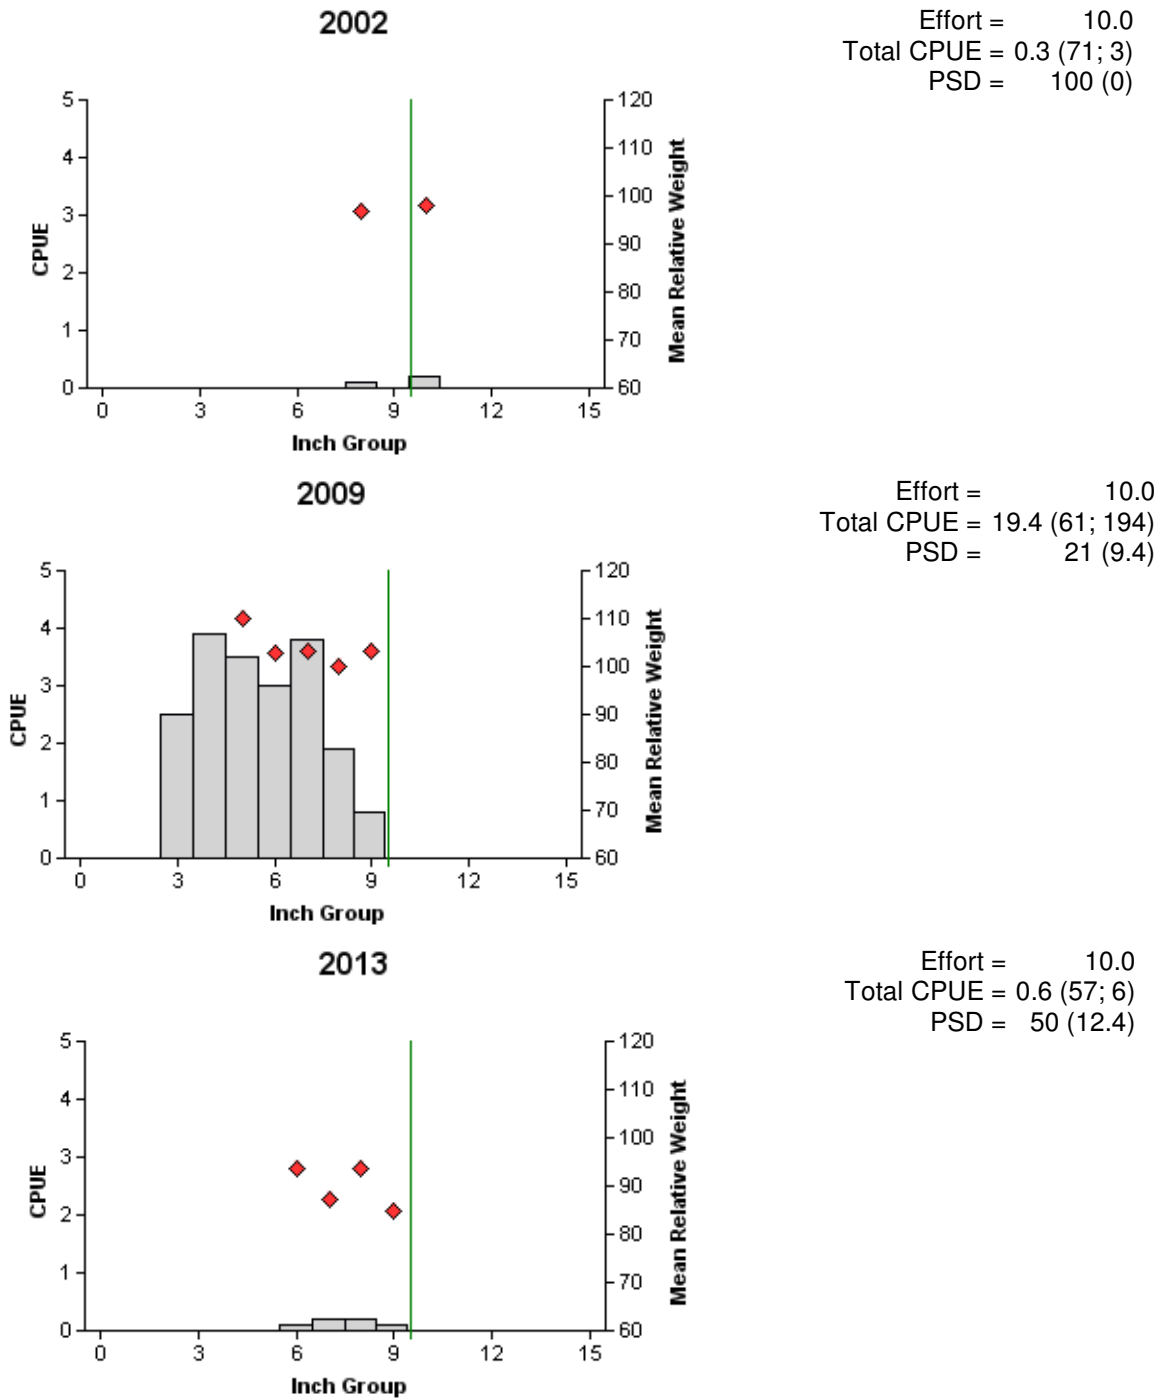 2002
Effort = 10.0
Total CPUE = 0.3 (71; 3)
PSD = 100 (0)
5
4
3
2
1
0
CPUE
120
110
100
90
80
70
60
Mean Relative Weight
0 3 6 9 12 15
Inch Group
2009
Effort = 10.0
Total CPUE = 19.4 (61; 194)
PSD = 21 (9.4)
5
4
3
2
1
0
CPUE
120
110
100
90
80
70
60
Mean Relative Weight
0 3 6 9 12 15
Inch Group
2013
Effort = 10.0
Total CPUE = 0.6 (57; 6)
PSD = 50 (12.4)
5
4
3
2
1
0
CPUE
120
110
100
90
80
70
60
Mean Relative Weight
0 3 6 9 12 15
Inch Group